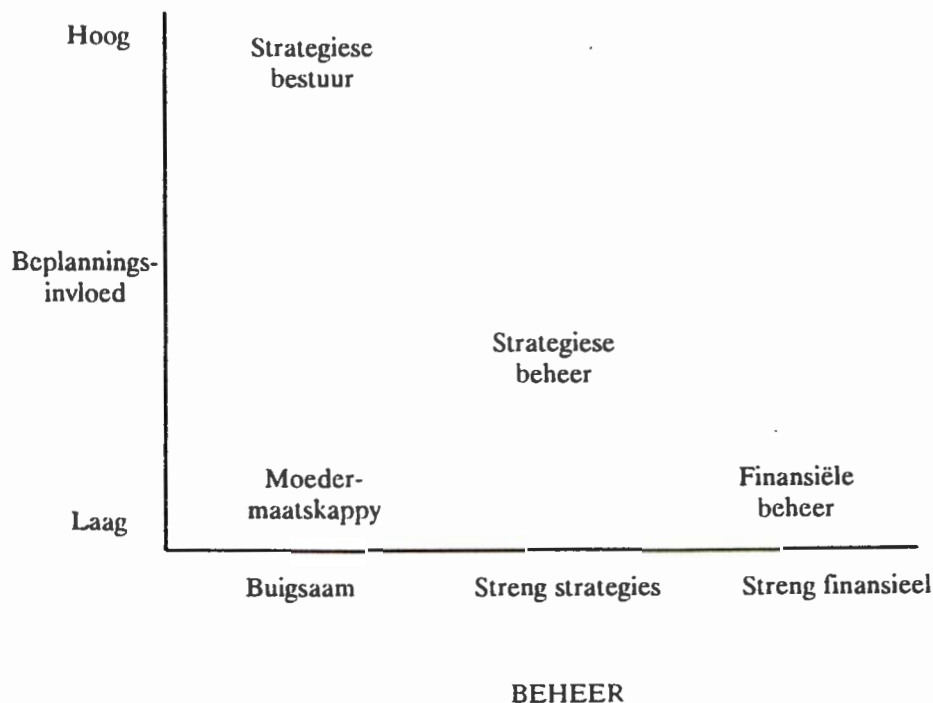 Hoog
Strategiese
bestuur
Beplannings-
invloed
Strategiese
beheer
Moeder-
maatskappy
Finansiële
beheer
Laag
Buigsaam Streng strategies Streng finansieel
BEHEER